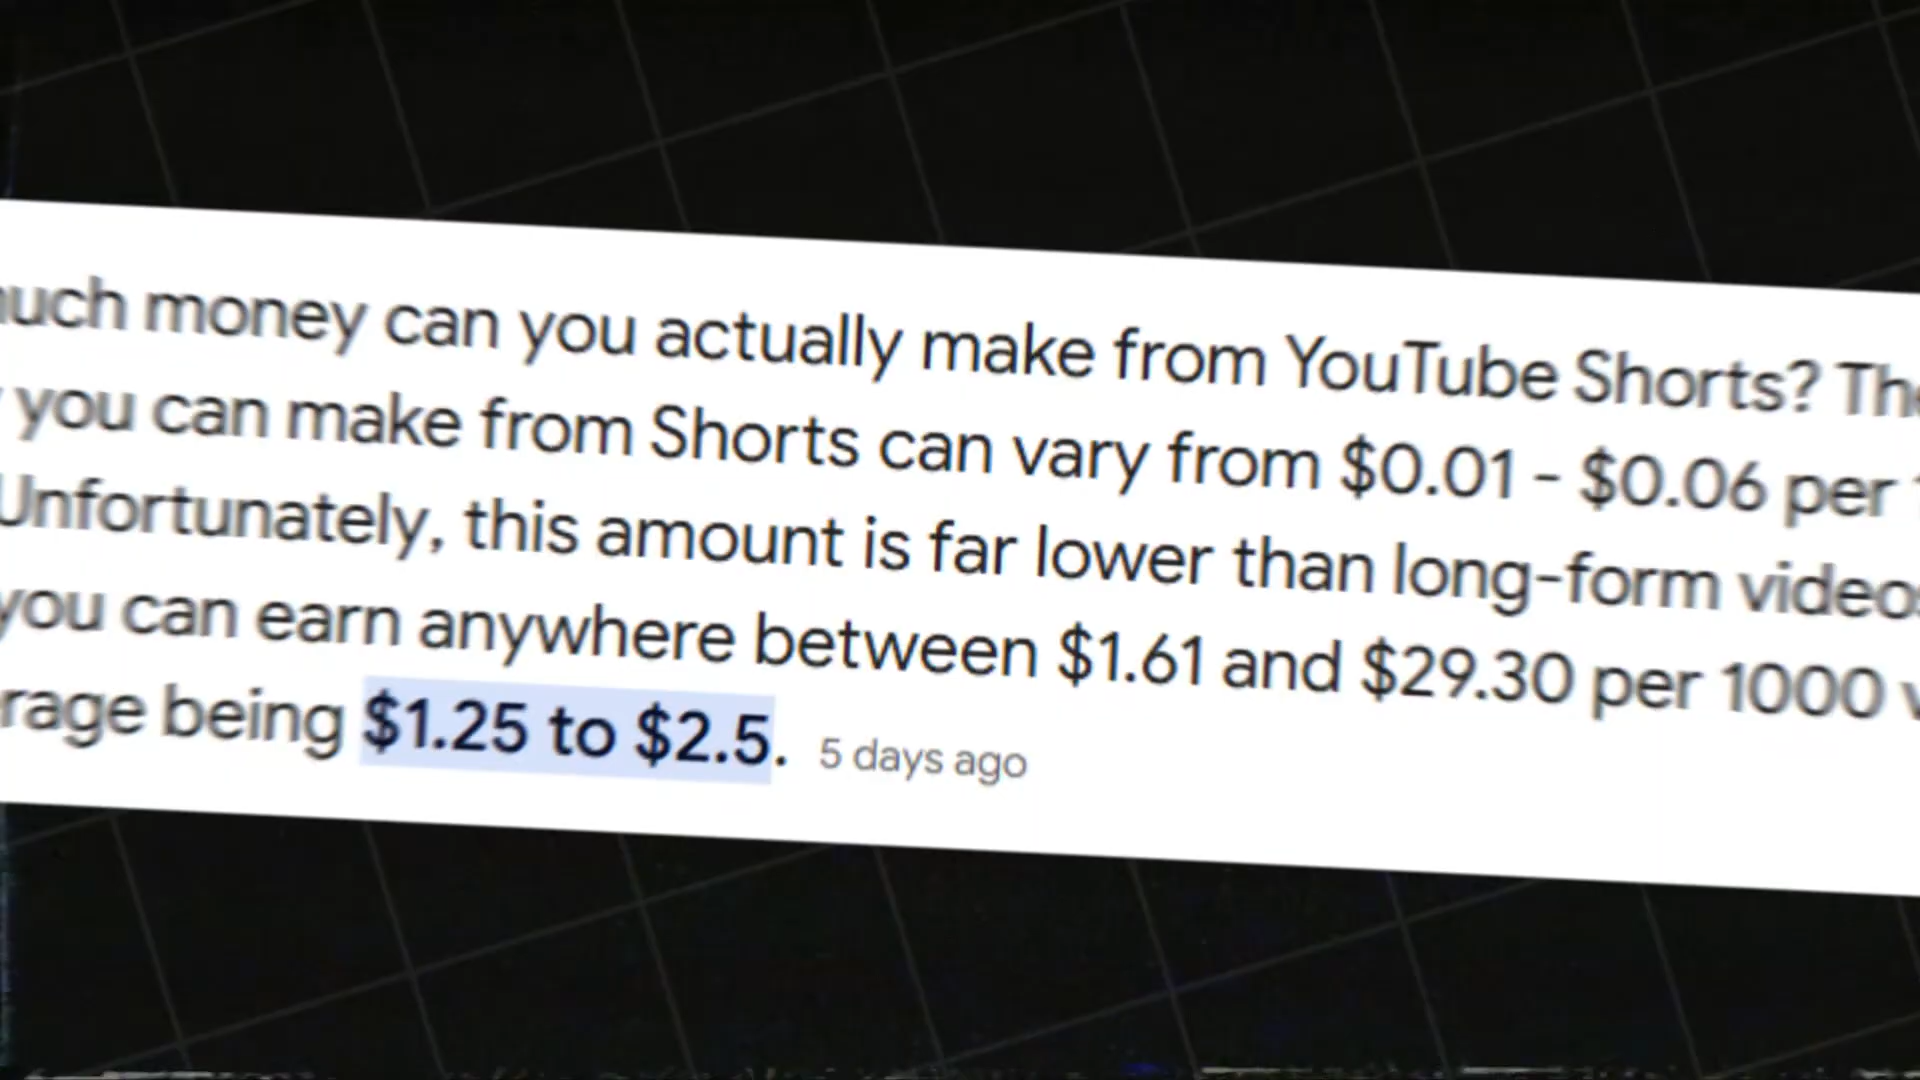 much money can you actually make from YouTube Shorts? The
you can make from Shorts can vary from $0.01 - $0.06 per
Unfortunately, this amount is far lower than long-form videos
you can earn anywhere between $1.61 and $29.30 per 1000
rage being $1.25 to $2.5. 5 days ago